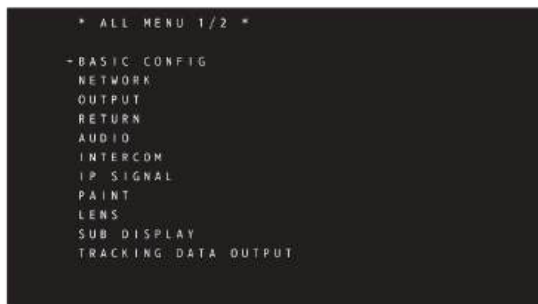 * ALL MENU 1/2 *
→BASIC CONFIG
NETWORK
OUTPUT
RETURN
AUDIO
INTERCOM
IP SIGNAL
PAINT
LENS
SUB DISPLAY
TRACKING DATA OUTPUT